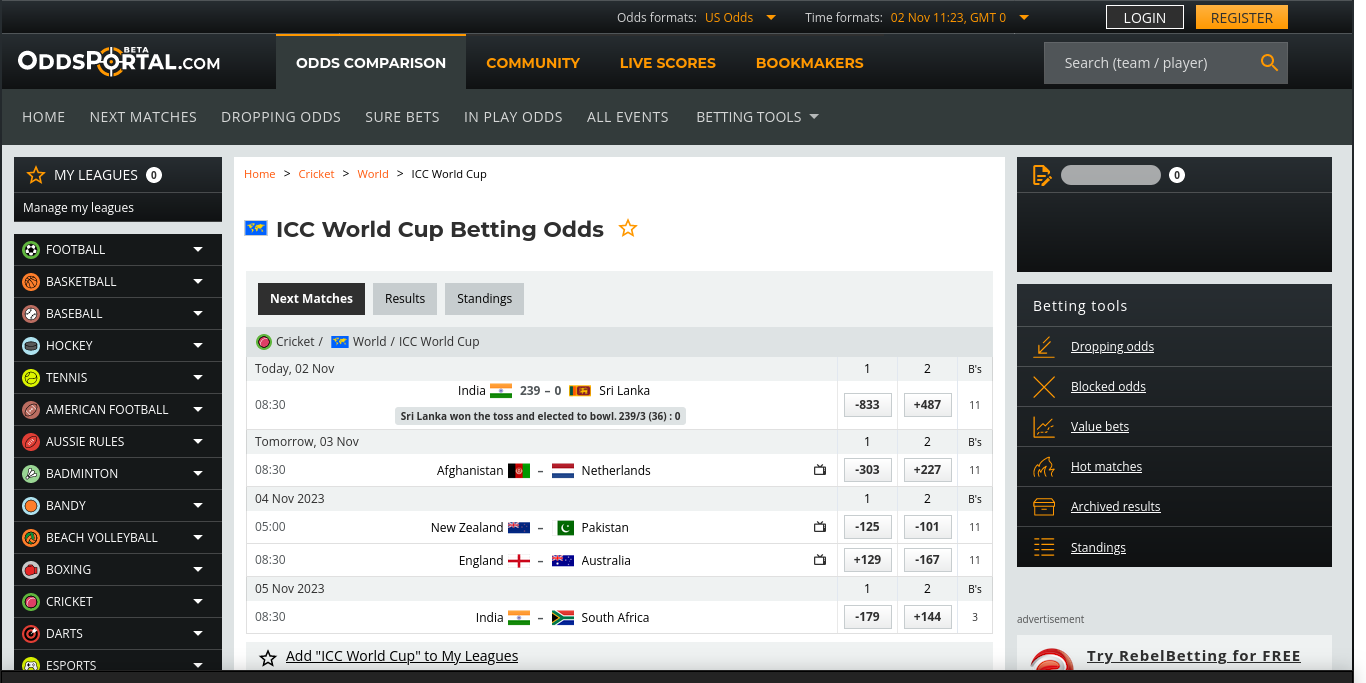 Odds formats: US Odds Time formats: 02 Nov 11:23, GMT 0 LOGIN REGISTER
ODDSPORTAL.COM BETA ODDS COMPARISON COMMUNITY LIVE SCORES BOOKMAKERS Search (team / player)
HOME NEXT MATCHES DROPPING ODDS SURE BETS IN PLAY ODDS ALL EVENTS BETTING TOOLS
MY LEAGUES 0
Manage my leagues
FOOTBALL
BASKETBALL
BASEBALL
HOCKEY
TENNIS
AMERICAN FOOTBALL
AUSSIE RULES
BADMINTON
BANDY
BEACH VOLLEYBALL
BOXING
CRICKET
DARTS
ESPORTS
Home > Cricket > World > ICC World Cup
ICC World Cup Betting Odds
Next Matches Results Standings
Cricket / World / ICC World Cup
Today, 02 Nov 1 2 B's
India 239 – 0 Sri Lanka
08:30 -833 +487 11
Sri Lanka won the toss and elected to bowl. 239/3 (36) : 0
Tomorrow, 03 Nov 1 2 B's
08:30 Afghanistan – Netherlands -303 +227 11
04 Nov 2023 1 2 B's
05:00 New Zealand – Pakistan -125 -101 11
08:30 England – Australia +129 -167 11
05 Nov 2023 1 2 B's
08:30 India – South Africa -179 +144 3
Add "ICC World Cup" to My Leagues
0
Betting tools
Dropping odds
Blocked odds
Value bets
Hot matches
Archived results
Standings
advertisement
Try RebelBetting for FREE